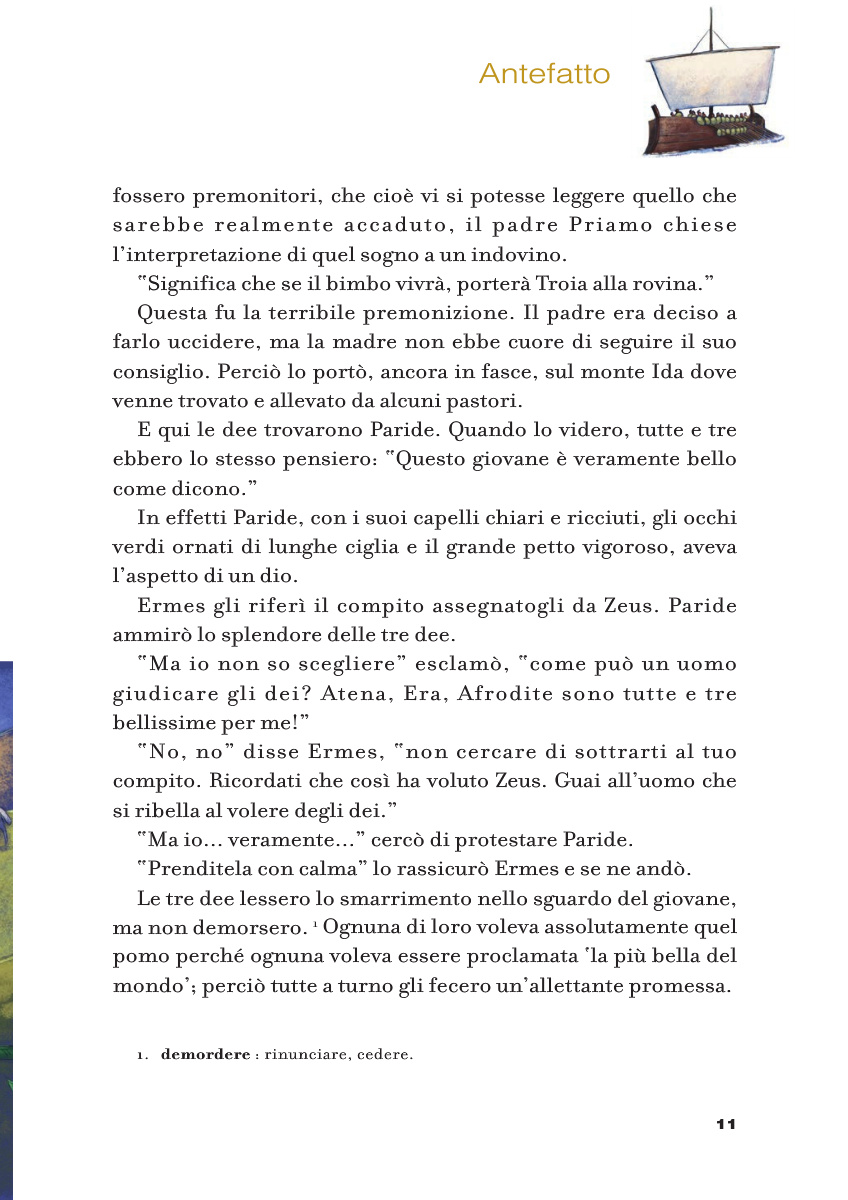 Antefatto
fossero premonitori, che cioè vi si potesse leggere quello che
sarebbe realmente accaduto, il padre Priamo chiese
l’interpretazione di quel sogno a un indovino.
“Significa che se il bimbo vivrà, porterà Troia alla rovina.”
Questa fu la terribile premonizione. Il padre era deciso a
farlo uccidere, ma la madre non ebbe cuore di seguire il suo
consiglio. Perciò lo portò, ancora in fasce, sul monte Ida dove
venne trovato e allevato da alcuni pastori.
E qui le dee trovarono Paride. Quando lo videro, tutte e tre
ebbero lo stesso pensiero: “Questo giovane è veramente bello
come dicono.”
In effetti Paride, con i suoi capelli chiari e ricciuti, gli occhi
verdi ornati di lunghe ciglia e il grande petto vigoroso, aveva
l’aspetto di un dio.
Ermes gli riferì il compito assegnatogli da Zeus. Paride
ammirò lo splendore delle tre dee.
“Ma io non so scegliere” esclamò, “come può un uomo
giudicare gli dei? Atena, Era, Afrodite sono tutte e tre
bellissime per me!”
“No, no” disse Ermes, “non cercare di sottrarti al tuo
compito. Ricordati che così ha voluto Zeus. Guai all’uomo che
si ribella al volere degli dei.”
“Ma io... veramente...” cercò di protestare Paride.
“Prenditela con calma” lo rassicurò Ermes e se ne andò.
Le tre dee lessero lo smarrimento nello sguardo del giovane,
ma non demorsero. 1 Ognuna di loro voleva assolutamente quel
pomo perché ognuna voleva essere proclamata ‘la più bella del
mondo’; perciò tutte a turno gli fecero un’allettante promessa.
1. demordere : rinunciare, cedere.
11